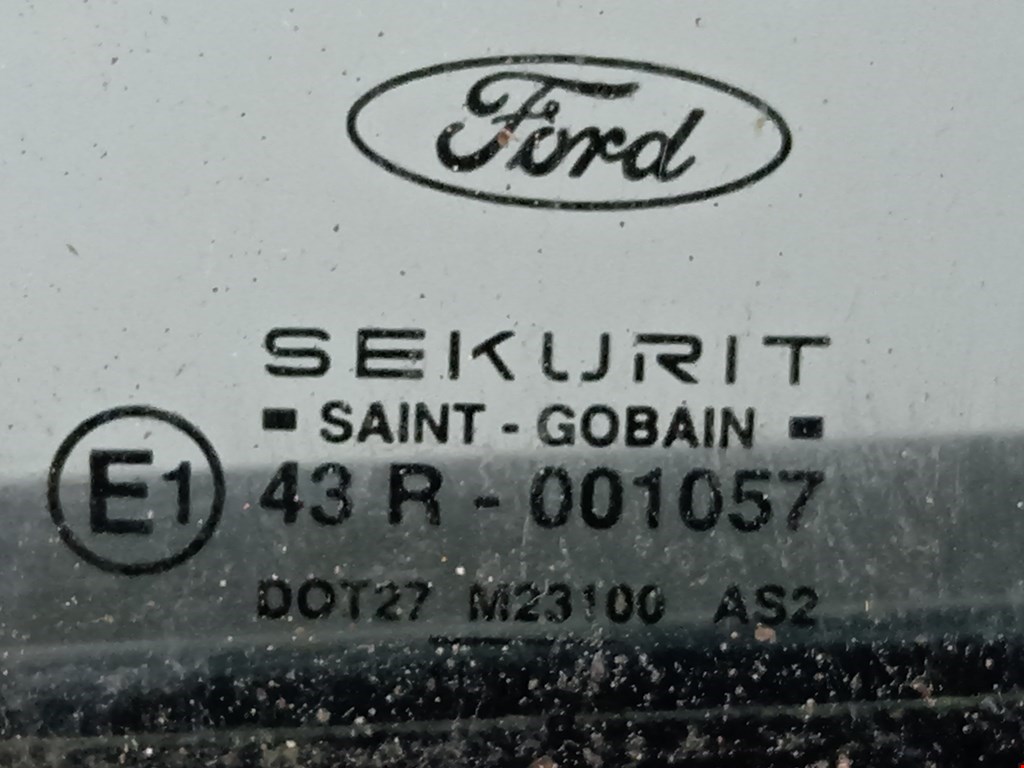 Ford
SEKURIT
SAINT - GOBAIN
E1 43 R - 001057
DOT27 M23100 AS2